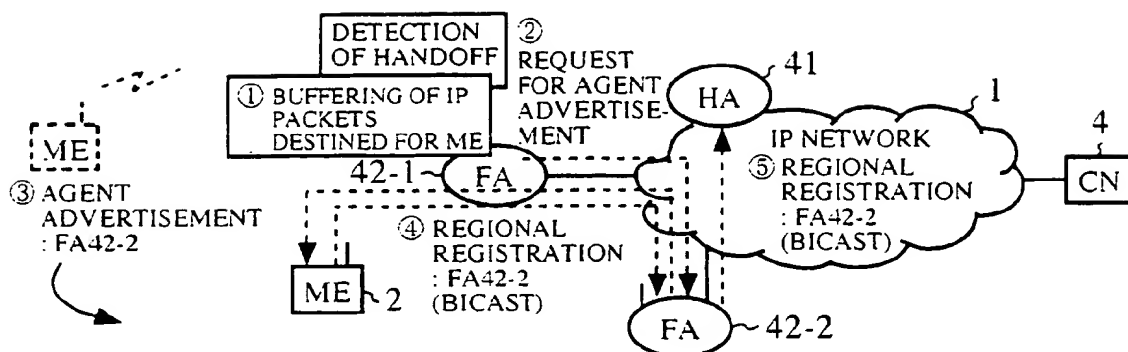 DETECTION
OF HANDOFF
① BUFFERING OF IP
PACKETS
DESTINED FOR ME
②
REQUEST
FOR AGENT
ADVERTISE-
MENT
41
HA
1
IP NETWORK
⑤ REGIONAL
REGISTRATION
: FA42-2
(BICAST)
4
CN
ME
③ AGENT
ADVERTISEMENT
: FA42-2
42-1
FA
④ REGIONAL
REGISTRATION
: FA42-2
(BICAST)
ME
2
FA
42-2